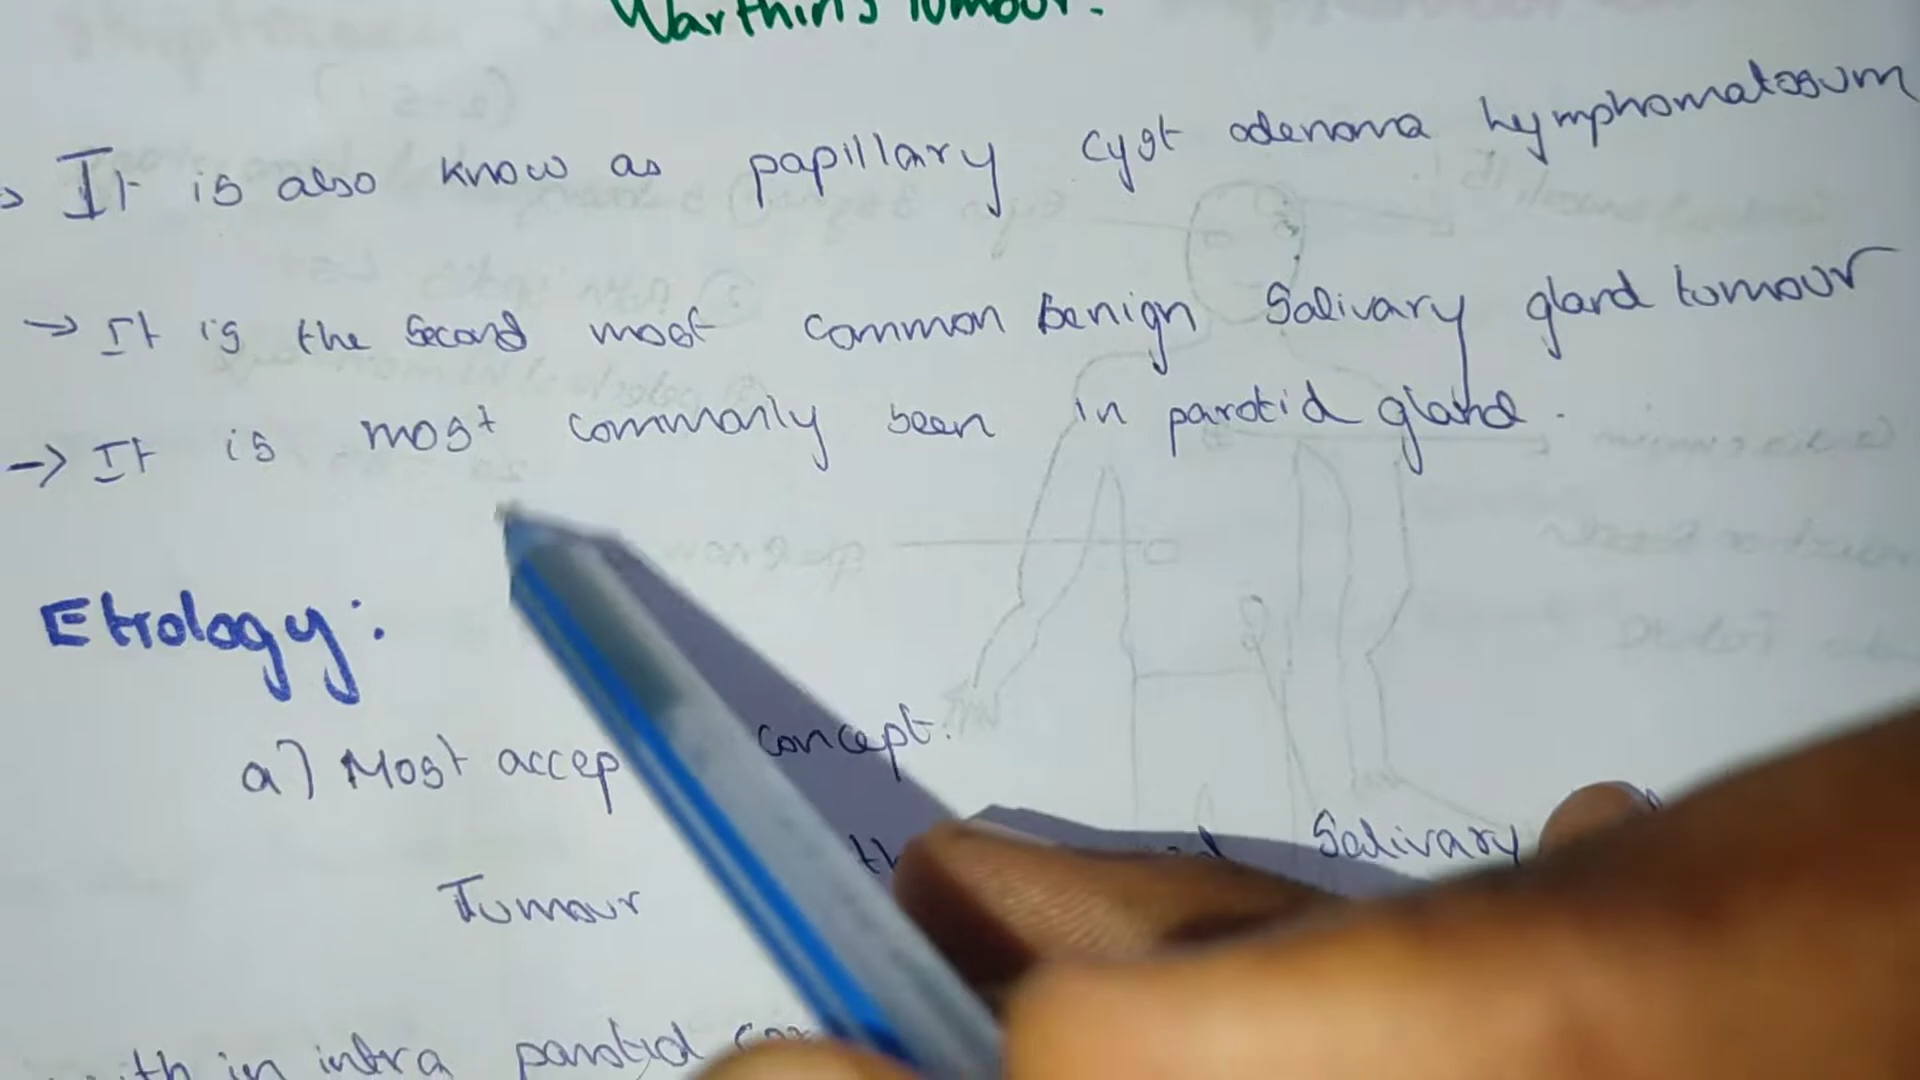 Warthin's Tumour.
→ It is also know as papillary cyst adenoma lymphomatosum
→ It is the second most common benign Salivary gland tumour
→ It is most commonly seen in parotid gland.
Etiology:
a) Most accep concept.
Tumour Salivary
with in intra parotid